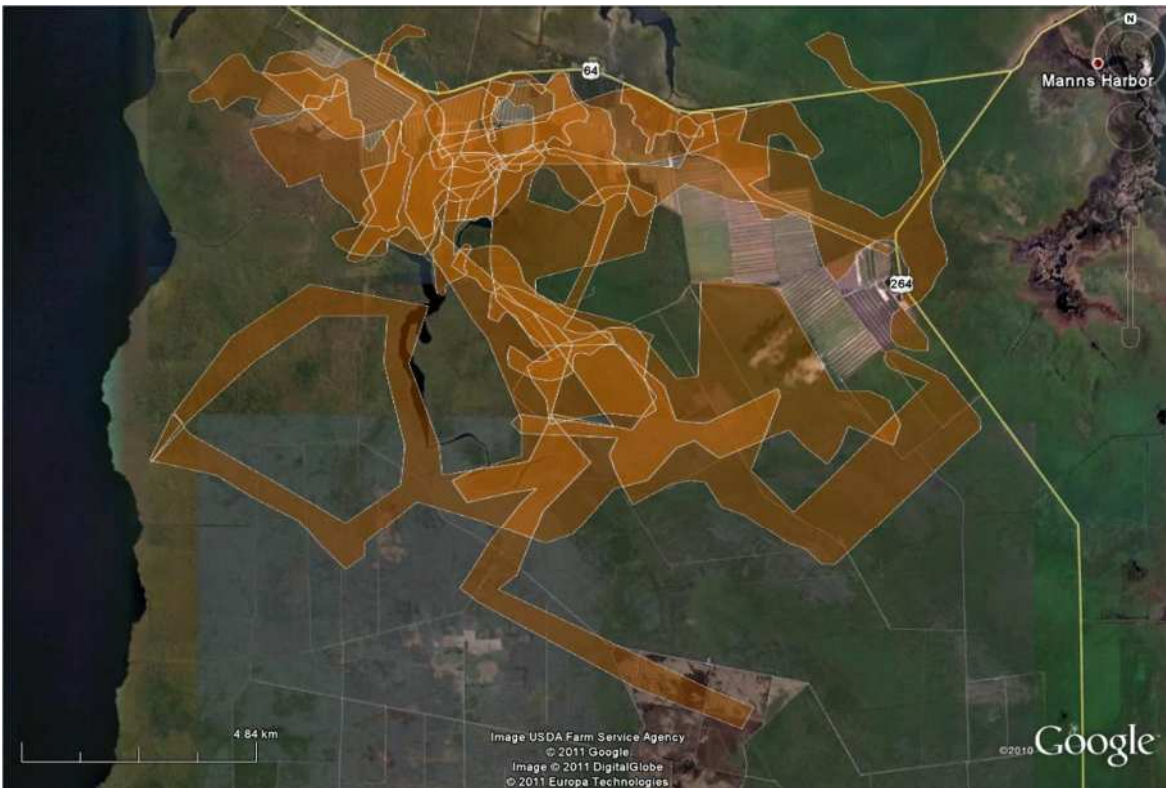 N
64
Manns Harbor
264
4.84 km
Image USDA Farm Service Agency
© 2011 Google
Image © 2011 DigitalGlobe
© 2011 Europa Technologies
©2010 Google